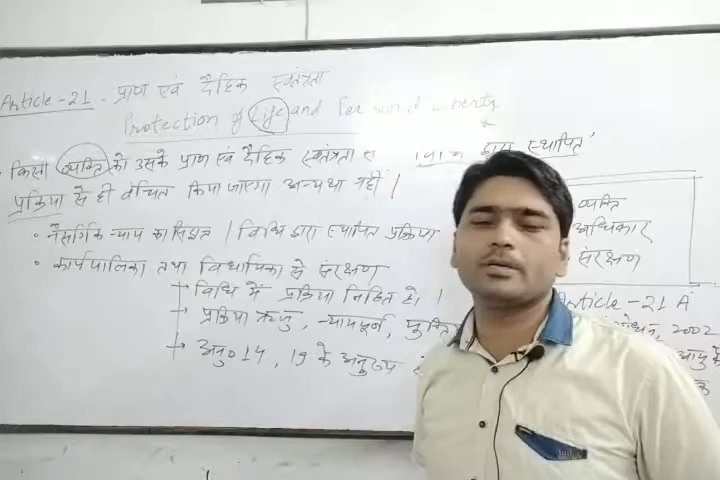 Article-21. प्राण एवं दैहिक स्वतंत्रता
Protection of Life and Personal
किसी व्यक्ति को उसके प्राण एवं दैहिक स्वतंत्रता से विधि द्वारा स्थापित
प्रक्रिया से ही वंचित किया जाएगा अन्यथा नहीं |
• नैसर्गिक न्याय का सिद्धांत / विधि द्वारा स्थापित प्रक्रिया
• कार्यपालिका तथा विधायिका से संरक्षण
→ विधि में प्रक्रिया निहित हो |
→ प्रक्रिया ऋजु, न्यायपूर्ण,
→ अनु० 14, 19 के अनुरूप
व्यक्ति
अधिकार
संरक्षण
Article-21 A
2002